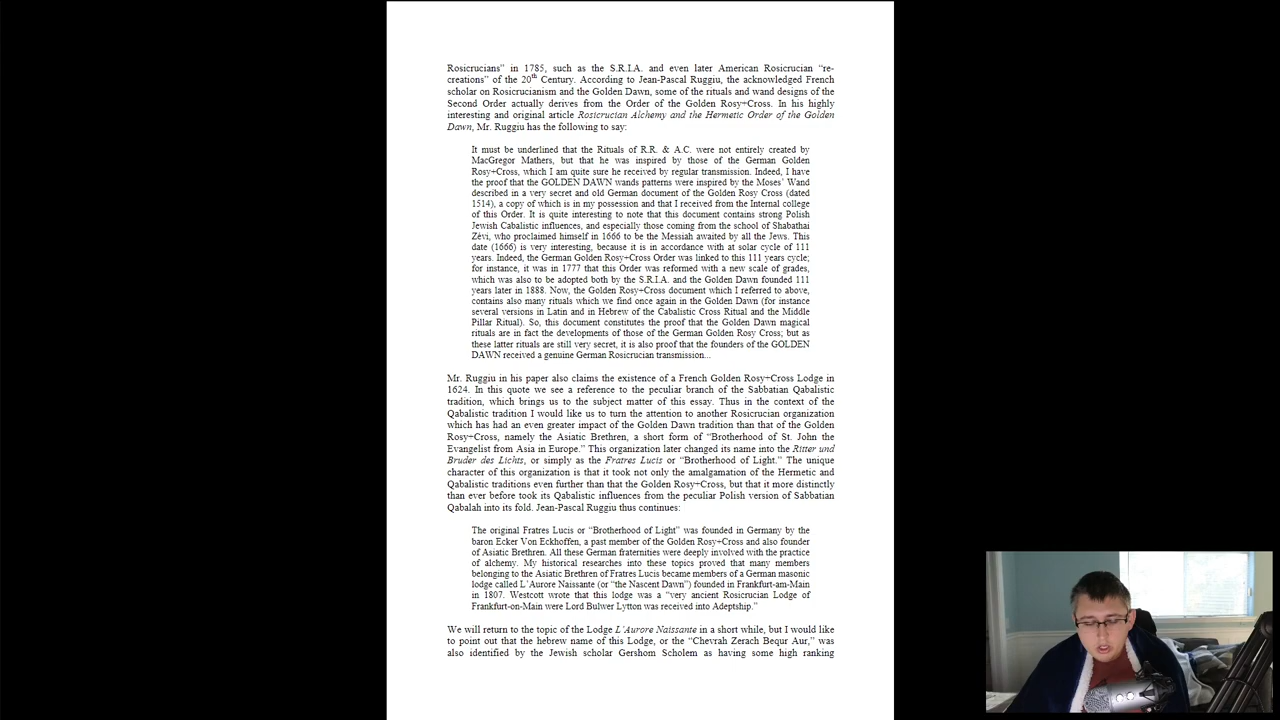 Rosicrucians” in 1785, such as the S.R.I.A. and even later American Rosicrucian “re-
creations” of the 20th Century. According to Jean-Pascal Ruggiu, the acknowledged French
scholar on Rosicrucianism and the Golden Dawn, some of the rituals and wand designs of the
Second Order actually derives from the Order of the Golden Rosy+Cross. In his highly
interesting and original article Rosicrucian Alchemy and the Hermetic Order of the Golden
Dawn, Mr. Ruggiu has the following to say:
It must be underlined that the Rituals of R.R. & A.C. were not entirely created by
MacGregor Mathers, but that he was inspired by those of the German Golden
Rosy+Cross, which I am quite sure he received by regular transmission. Indeed, I have
the proof that the GOLDEN DAWN wands patterns were inspired by the Moses’ Wand
described in a very secret and old German document of the Golden Rosy Cross (dated
1514), a copy of which is in my possession and that I received from the Internal college
of this Order. It is quite interesting to note that this document contains strong Polish
Jewish Cabalistic influences, and especially those coming from the school of Shabathai
Zévi, who proclaimed himself in 1666 to be the Messiah awaited by all the Jews. This
date (1666) is very interesting, because it is in accordance with at solar cycle of 111
years. Indeed, the German Golden Rosy+Cross Order was linked to this 111 years cycle;
for instance, it was in 1777 that this Order was reformed with a new scale of grades,
which was also to be adopted both by the S.R.I.A. and the Golden Dawn founded 111
years later in 1888. Now, the Golden Rosy+Cross document which I referred to above,
contains also many rituals which we find once again in the Golden Dawn (for instance
several versions in Latin and in Hebrew of the Cabalistic Cross Ritual and the Middle
Pillar Ritual). So, this document constitutes the proof that the Golden Dawn magical
rituals are in fact the developments of those of the German Golden Rosy Cross; but as
these latter rituals are still very secret, it is also proof that the founders of the GOLDEN
DAWN received a genuine German Rosicrucian transmission...
Mr. Ruggiu in his paper also claims the existence of a French Golden Rosy+Cross Lodge in
1624. In this quote we see a reference to the peculiar branch of the Sabbatian Qabalistic
tradition, which brings us to the subject matter of this essay. Thus in the context of the
Qabalistic tradition I would like us to turn the attention to another Rosicrucian organization
which has had an even greater impact of the Golden Dawn tradition than that of the Golden
Rosy+Cross, namely the Asiatic Brethren, a short form of “Brotherhood of St. John the
Evangelist from Asia in Europe.” This organization later changed its name into the Ritter und
Bruder des Lichts, or simply as the Fratres Lucis or “Brotherhood of Light.” The unique
character of this organization is that it took not only the amalgamation of the Hermetic and
Qabalistic traditions even further than that the Golden Rosy+Cross, but that it more distinctly
than ever before took its Qabalistic influences from the peculiar Polish version of Sabbatian
Qabalah into its fold. Jean-Pascal Ruggiu thus continues:
The original Fratres Lucis or “Brotherhood of Light” was founded in Germany by the
baron Ecker Von Eckhoffen, a past member of the Golden Rosy+Cross and also founder
of Asiatic Brethren. All these German fraternities were deeply involved with the practice
of alchemy. My historical researches into these topics proved that many members
belonging to the Asiatic Brethren of Fratres Lucis became members of a German masonic
lodge called L’Aurore Naissante (or “the Nascent Dawn”) founded in Frankfurt-am-Main
in 1807. Westcott wrote that this lodge was a “very ancient Rosicrucian Lodge of
Frankfurt-on-Main were Lord Bulwer Lytton was received into Adeptship.”
We will return to the topic of the Lodge L’Aurore Naissante in a short while, but I would like
to point out that the hebrew name of this Lodge, or the “Chevrah Zerach Bequr Aur,” was
also identified by the Jewish scholar Gershom Scholem as having some high ranking